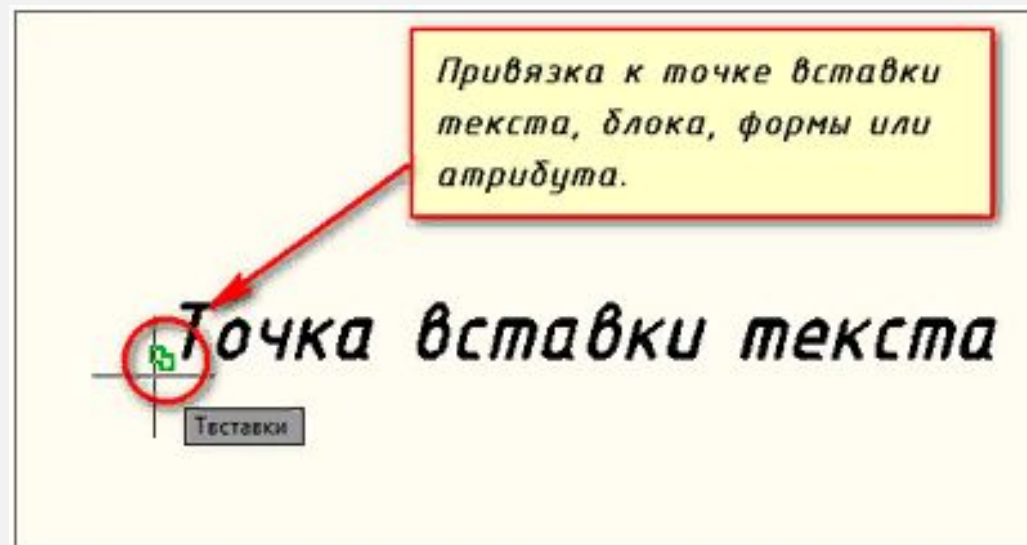 Привязка к точке вставки
текста, блока, формы или
атрибута.
Точка вставки текста
Твставки